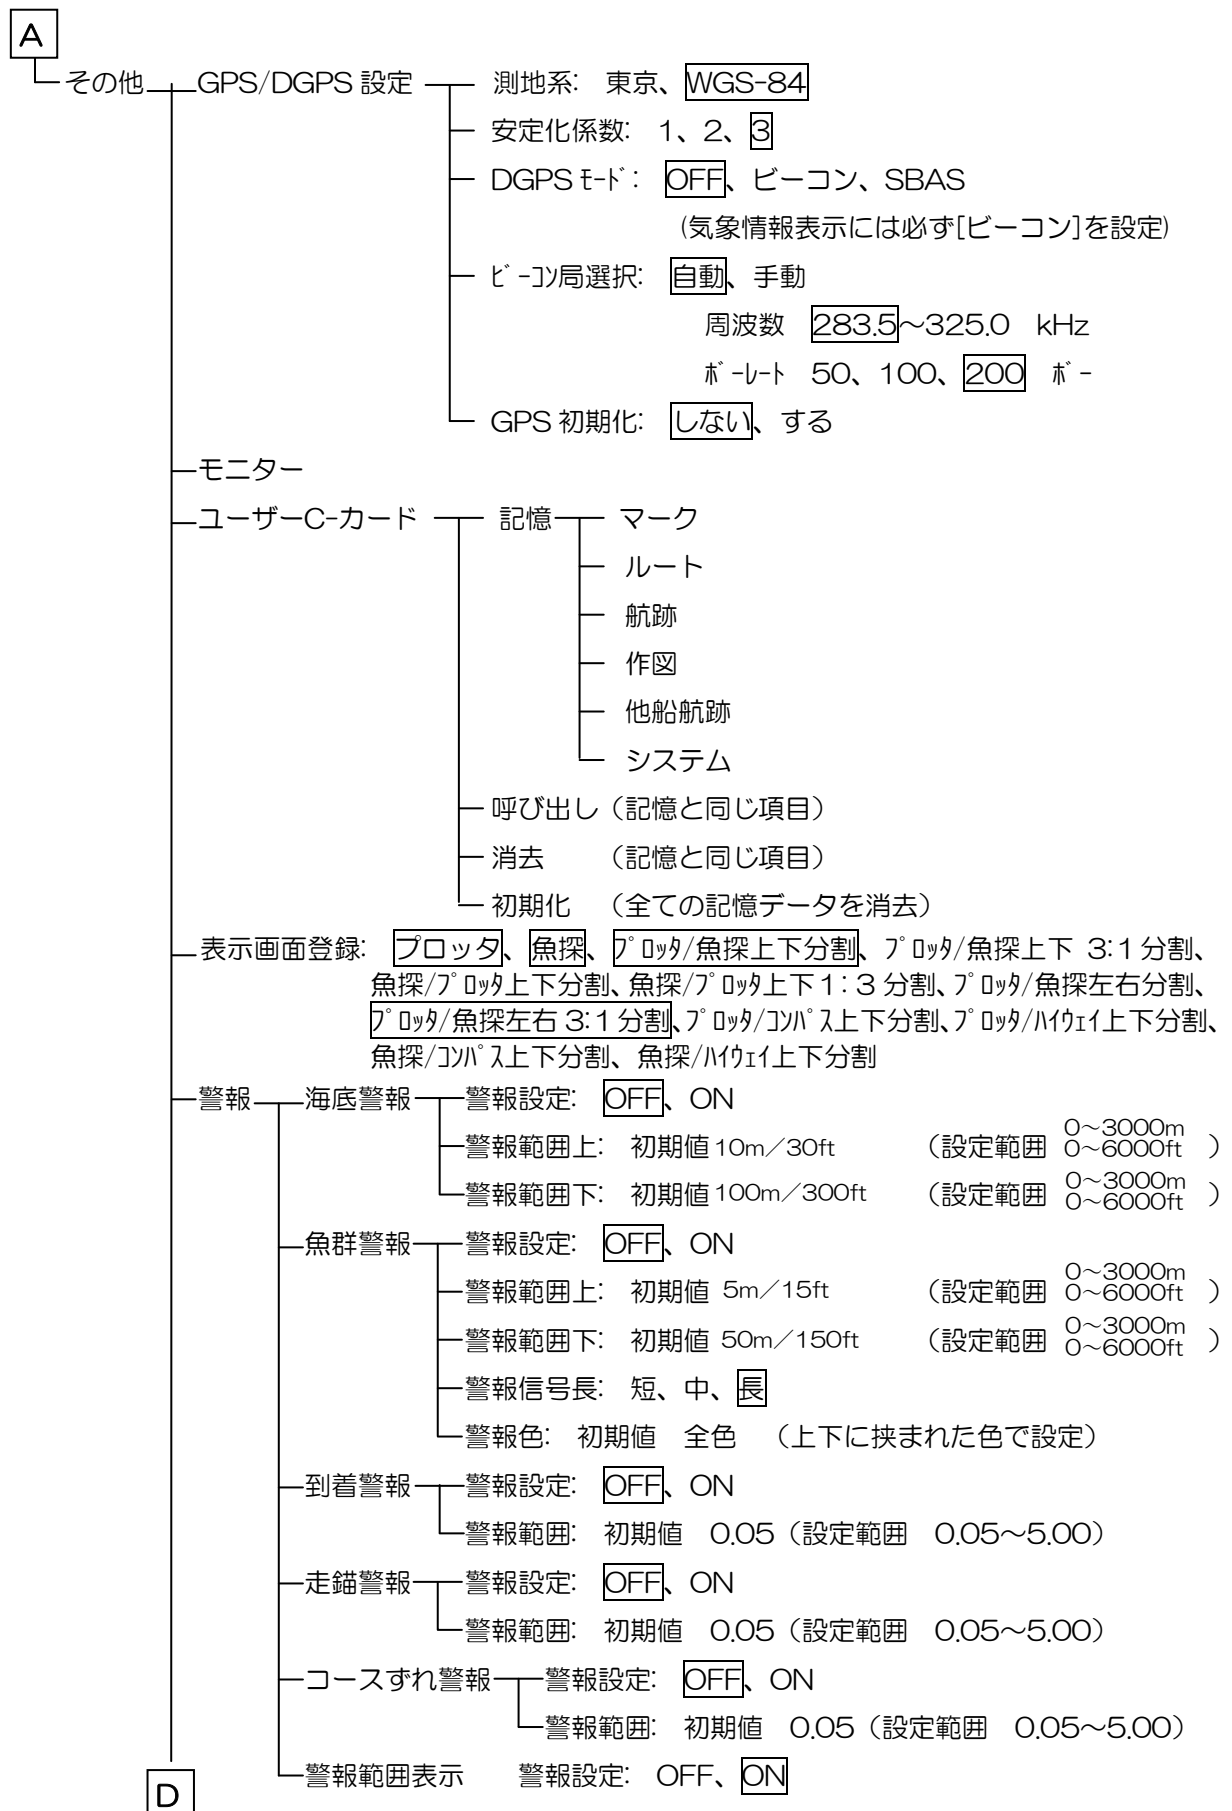 A
その他 GPS/DGPS 設定 測地系: 東京、WGS-84
安定化係数: 1、2、3
DGPS ﾓｰﾄﾞ: OFF、ビーコン、SBAS
(気象情報表示には必ず[ビーコン]を設定)
ﾋﾞｰｺﾝ局選択: 自動、手動
周波数 283.5～325.0 kHz
ﾎﾞｰﾚｰﾄ 50、100、200 ﾎﾞｰ
GPS 初期化: しない、する
モニター
ユーザーC-カード 記憶 マーク
ルート
航跡
作図
他船航跡
システム
呼び出し（記憶と同じ項目）
消去 （記憶と同じ項目）
初期化 （全ての記憶データを消去）
表示画面登録: プロッタ、魚探、ﾌﾟﾛｯﾀ/魚探上下分割、ﾌﾟﾛｯﾀ/魚探上下 3:1 分割、
魚探/ﾌﾟﾛｯﾀ上下分割、魚探/ﾌﾟﾛｯﾀ上下 1：3 分割、ﾌﾟﾛｯﾀ/魚探左右分割、
ﾌﾟﾛｯﾀ/魚探左右 3:1 分割、ﾌﾟﾛｯﾀ/ｺﾝﾊﾟｽ上下分割、ﾌﾟﾛｯﾀ/ﾊｲｳｪｲ上下分割、
魚探/ｺﾝﾊﾟｽ上下分割、魚探/ﾊｲｳｪｲ上下分割
警報 海底警報 警報設定: OFF、ON
警報範囲上: 初期値 10m／30ft （設定範囲 0～3000m 0～6000ft ）
警報範囲下: 初期値 100m／300ft （設定範囲 0～3000m 0～6000ft ）
魚群警報 警報設定: OFF、ON
警報範囲上: 初期値 5m／15ft （設定範囲 0～3000m 0～6000ft ）
警報範囲下: 初期値 50m／150ft （設定範囲 0～3000m 0～6000ft ）
警報信号長: 短、中、長
警報色: 初期値 全色 （上下に挟まれた色で設定）
到着警報 警報設定: OFF、ON
警報範囲: 初期値 0.05（設定範囲 0.05～5.00）
走錨警報 警報設定: OFF、ON
警報範囲: 初期値 0.05（設定範囲 0.05～5.00）
コースずれ警報 警報設定: OFF、ON
警報範囲: 初期値 0.05（設定範囲 0.05～5.00）
警報範囲表示 警報設定: OFF、ON
D